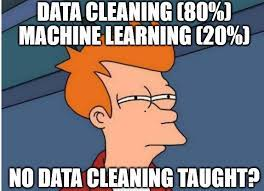 DATA CLEANING (80%)
MACHINE LEARNING (20%)
NO DATA CLEANING TAUGHT?